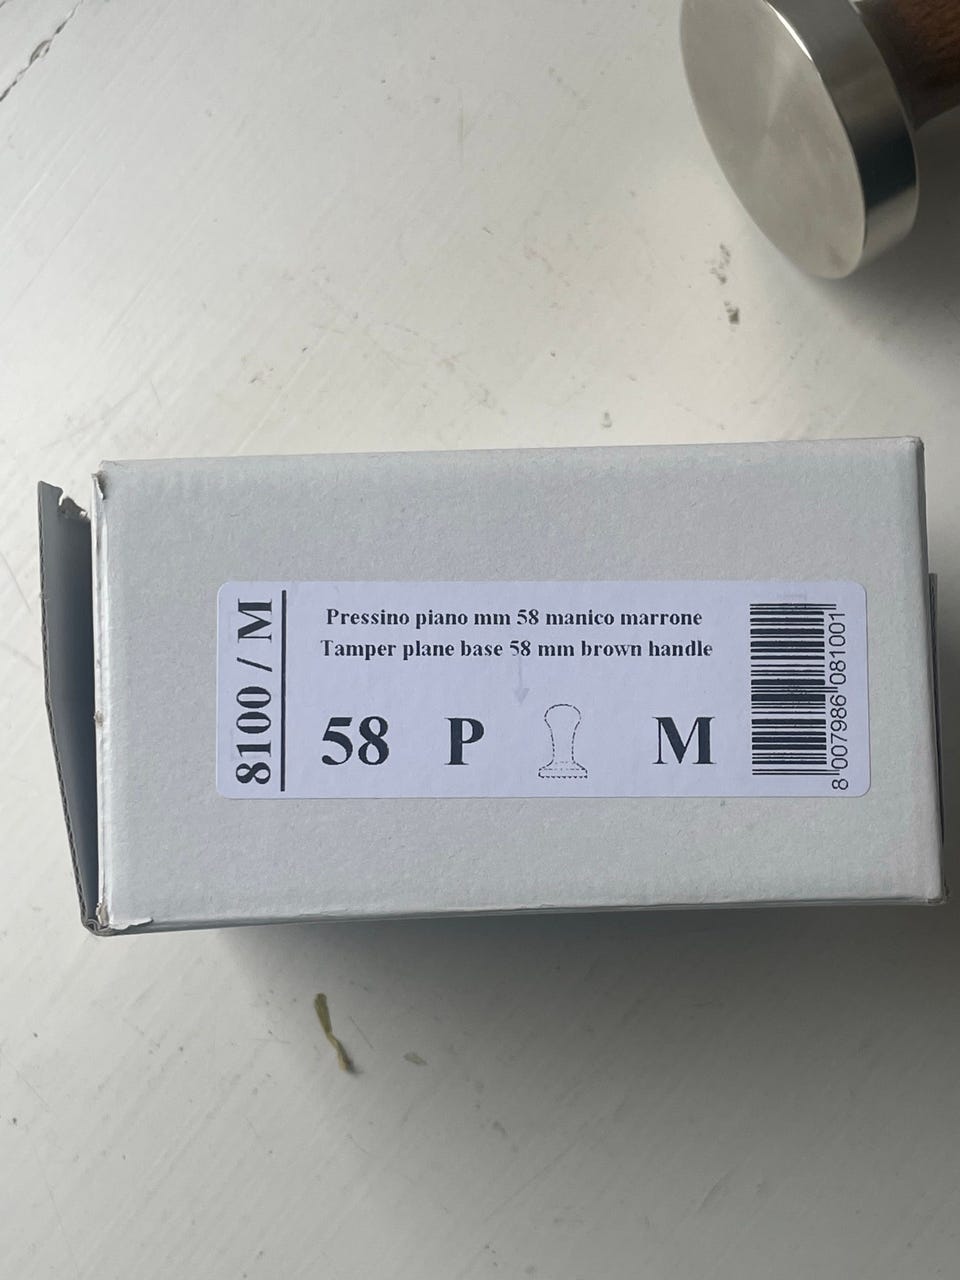 8100 / M
Pressino piano mm 58 manico marrone
Tamper plane base 58 mm brown handle
58 P M
8 007986 081001